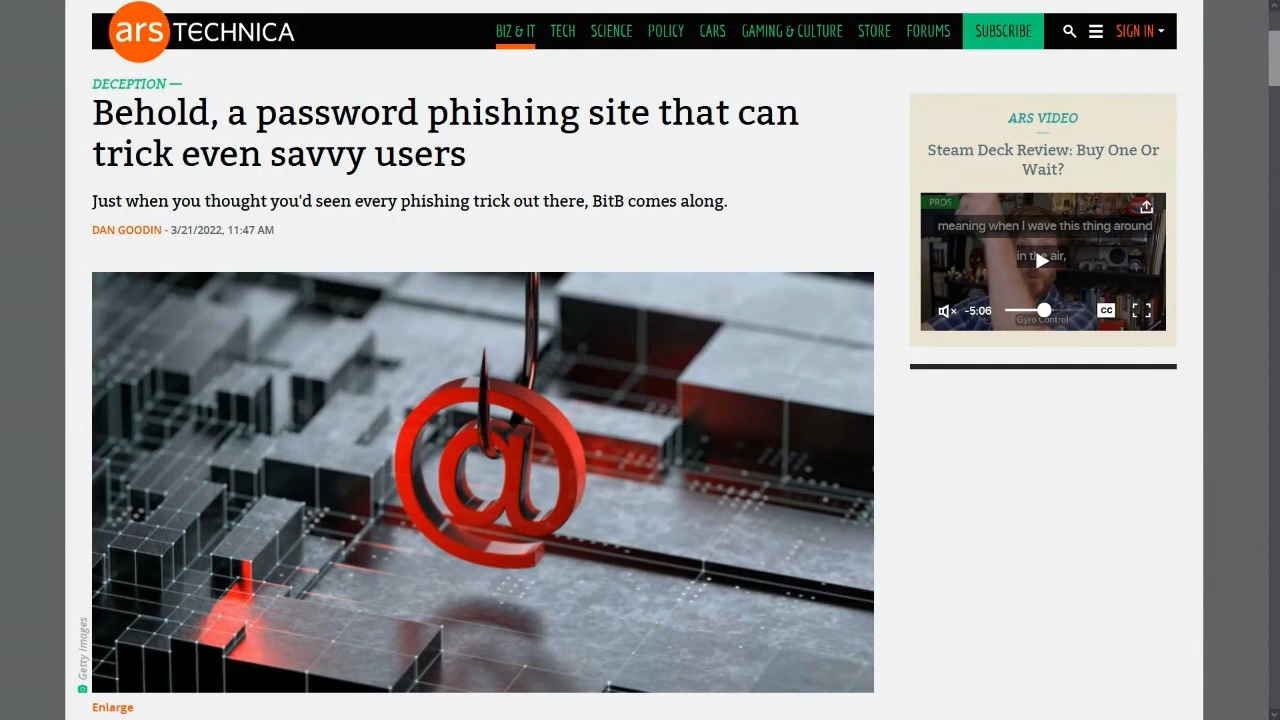 ars TECHNICA
BIZ & IT TECH SCIENCE POLICY CARS GAMING & CULTURE STORE FORUMS SUBSCRIBE SIGN IN
DECEPTION —
Behold, a password phishing site that can
trick even savvy users
Just when you thought you'd seen every phishing trick out there, BitB comes along.
DAN GOODIN - 3/21/2022, 11:47 AM
@
Getty Images
Enlarge
ARS VIDEO
Steam Deck Review: Buy One Or
Wait?
PROS
meaning when I wave this thing around
in the air,
-5:06
CC
Gyro Control